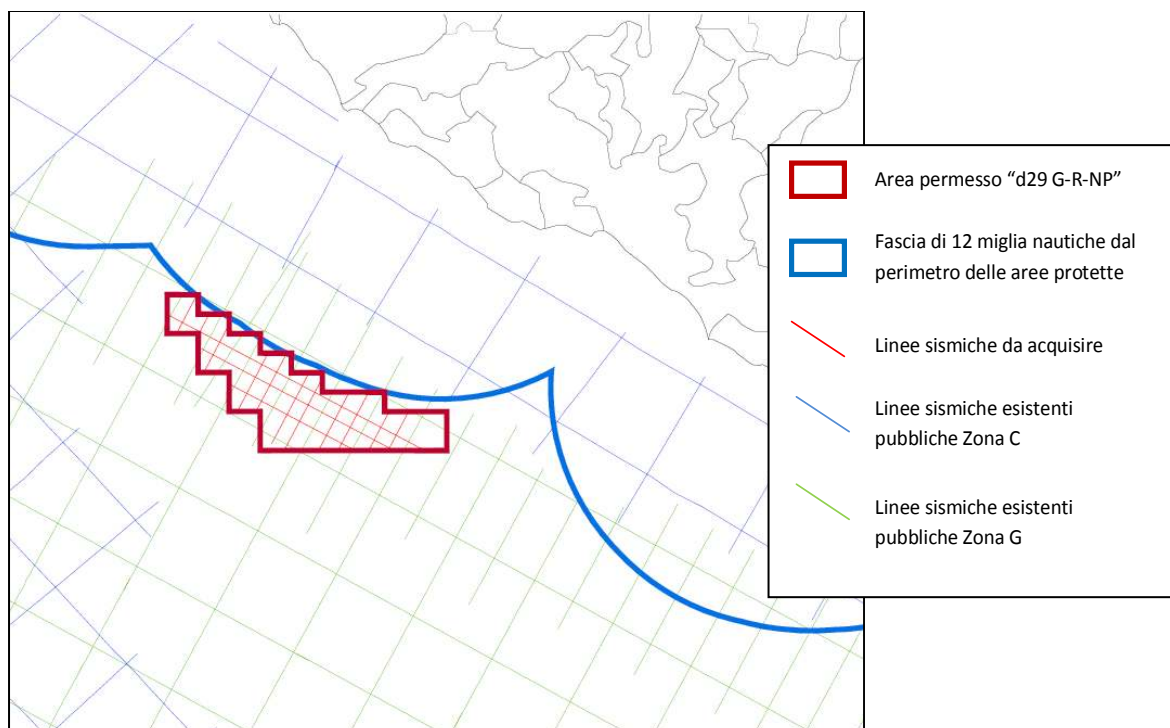 Area permesso “d29 G-R-NP”
Fascia di 12 miglia nautiche dal
perimetro delle aree protette
Linee sismiche da acquisire
Linee sismiche esistenti
pubbliche Zona C
Linee sismiche esistenti
pubbliche Zona G